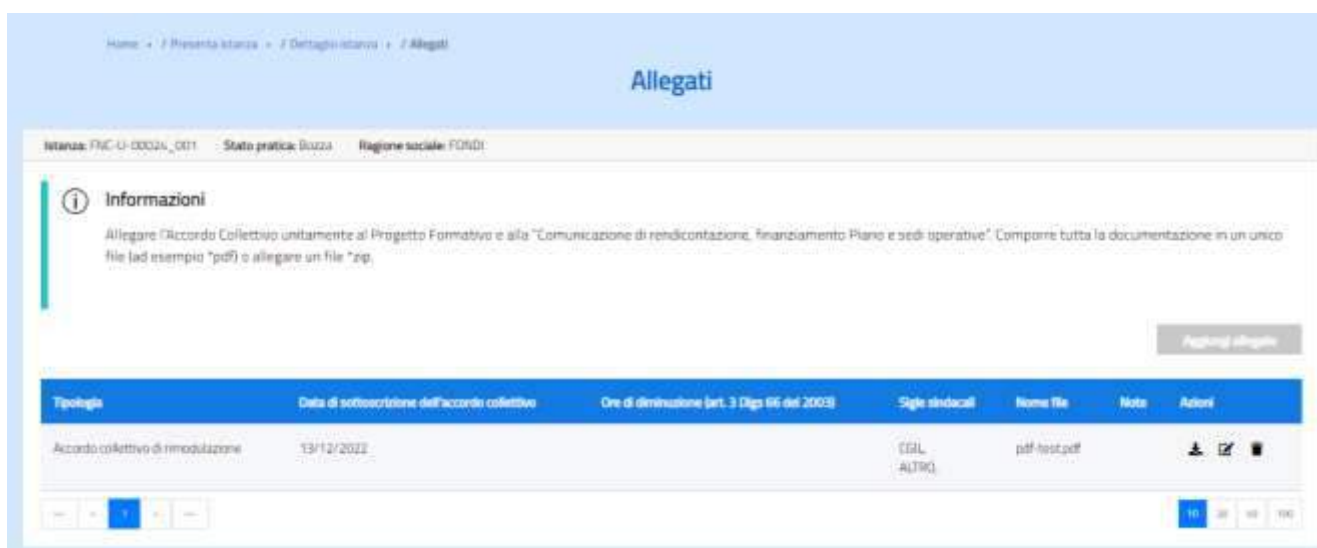 Home / Presenta istanza / Dettaglio istanza / Allegati
Allegati
Istanza: FNC-U-00024_001 Stato pratica: Bozza Ragione sociale: FONDI
Informazioni
Allegare l'Accordo Collettivo unitamente al Progetto Formativo e alla "Comunicazione di rendicontazione, finanziamento Piano e sedi operative". Comporre tutta la documentazione in un unico
file (ad esempio *pdf) o allegare un file *zip.
Aggiungi allegato
Tipologia Data di sottoscrizione dell'accordo collettivo Ore di diminuzione (art. 3 Dlgs 66 del 2003) Sigle sindacali Nome file Note Azioni
Accordo collettivo di rimodulazione 13/12/2022 CGIL, pdf-test.pdf
ALTRO,
1 10 20 50 100